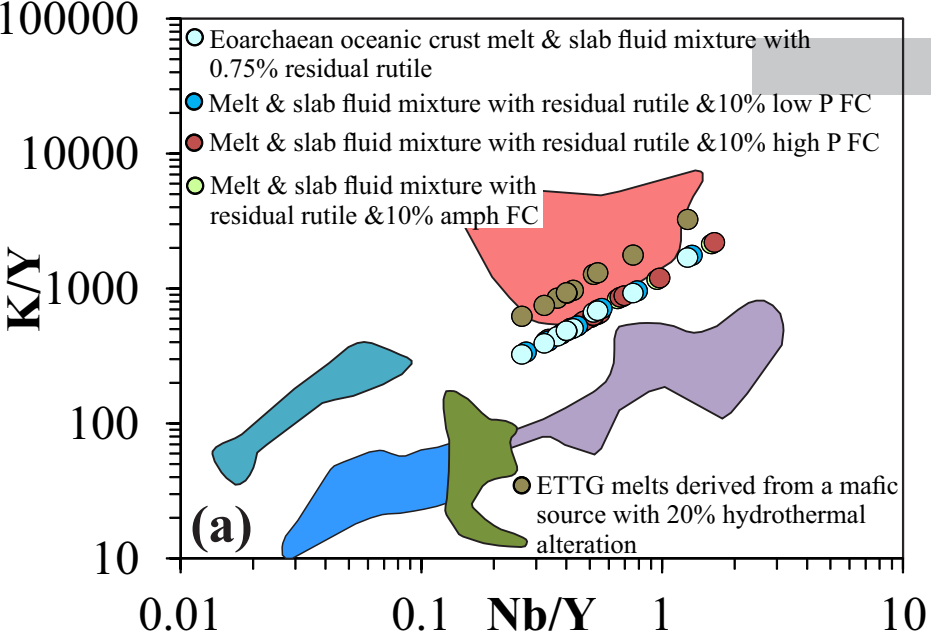 100000
10000
1000
100
10
K/Y
Eoarchaean oceanic crust melt & slab fluid mixture with
0.75% residual rutile
Melt & slab fluid mixture with residual rutile &10% low P FC
Melt & slab fluid mixture with residual rutile &10% high P FC
Melt & slab fluid mixture with
residual rutile &10% amph FC
ETTG melts derived from a mafic
source with 20% hydrothermal
alteration
(a)
0.01
0.1
Nb/Y
1
10